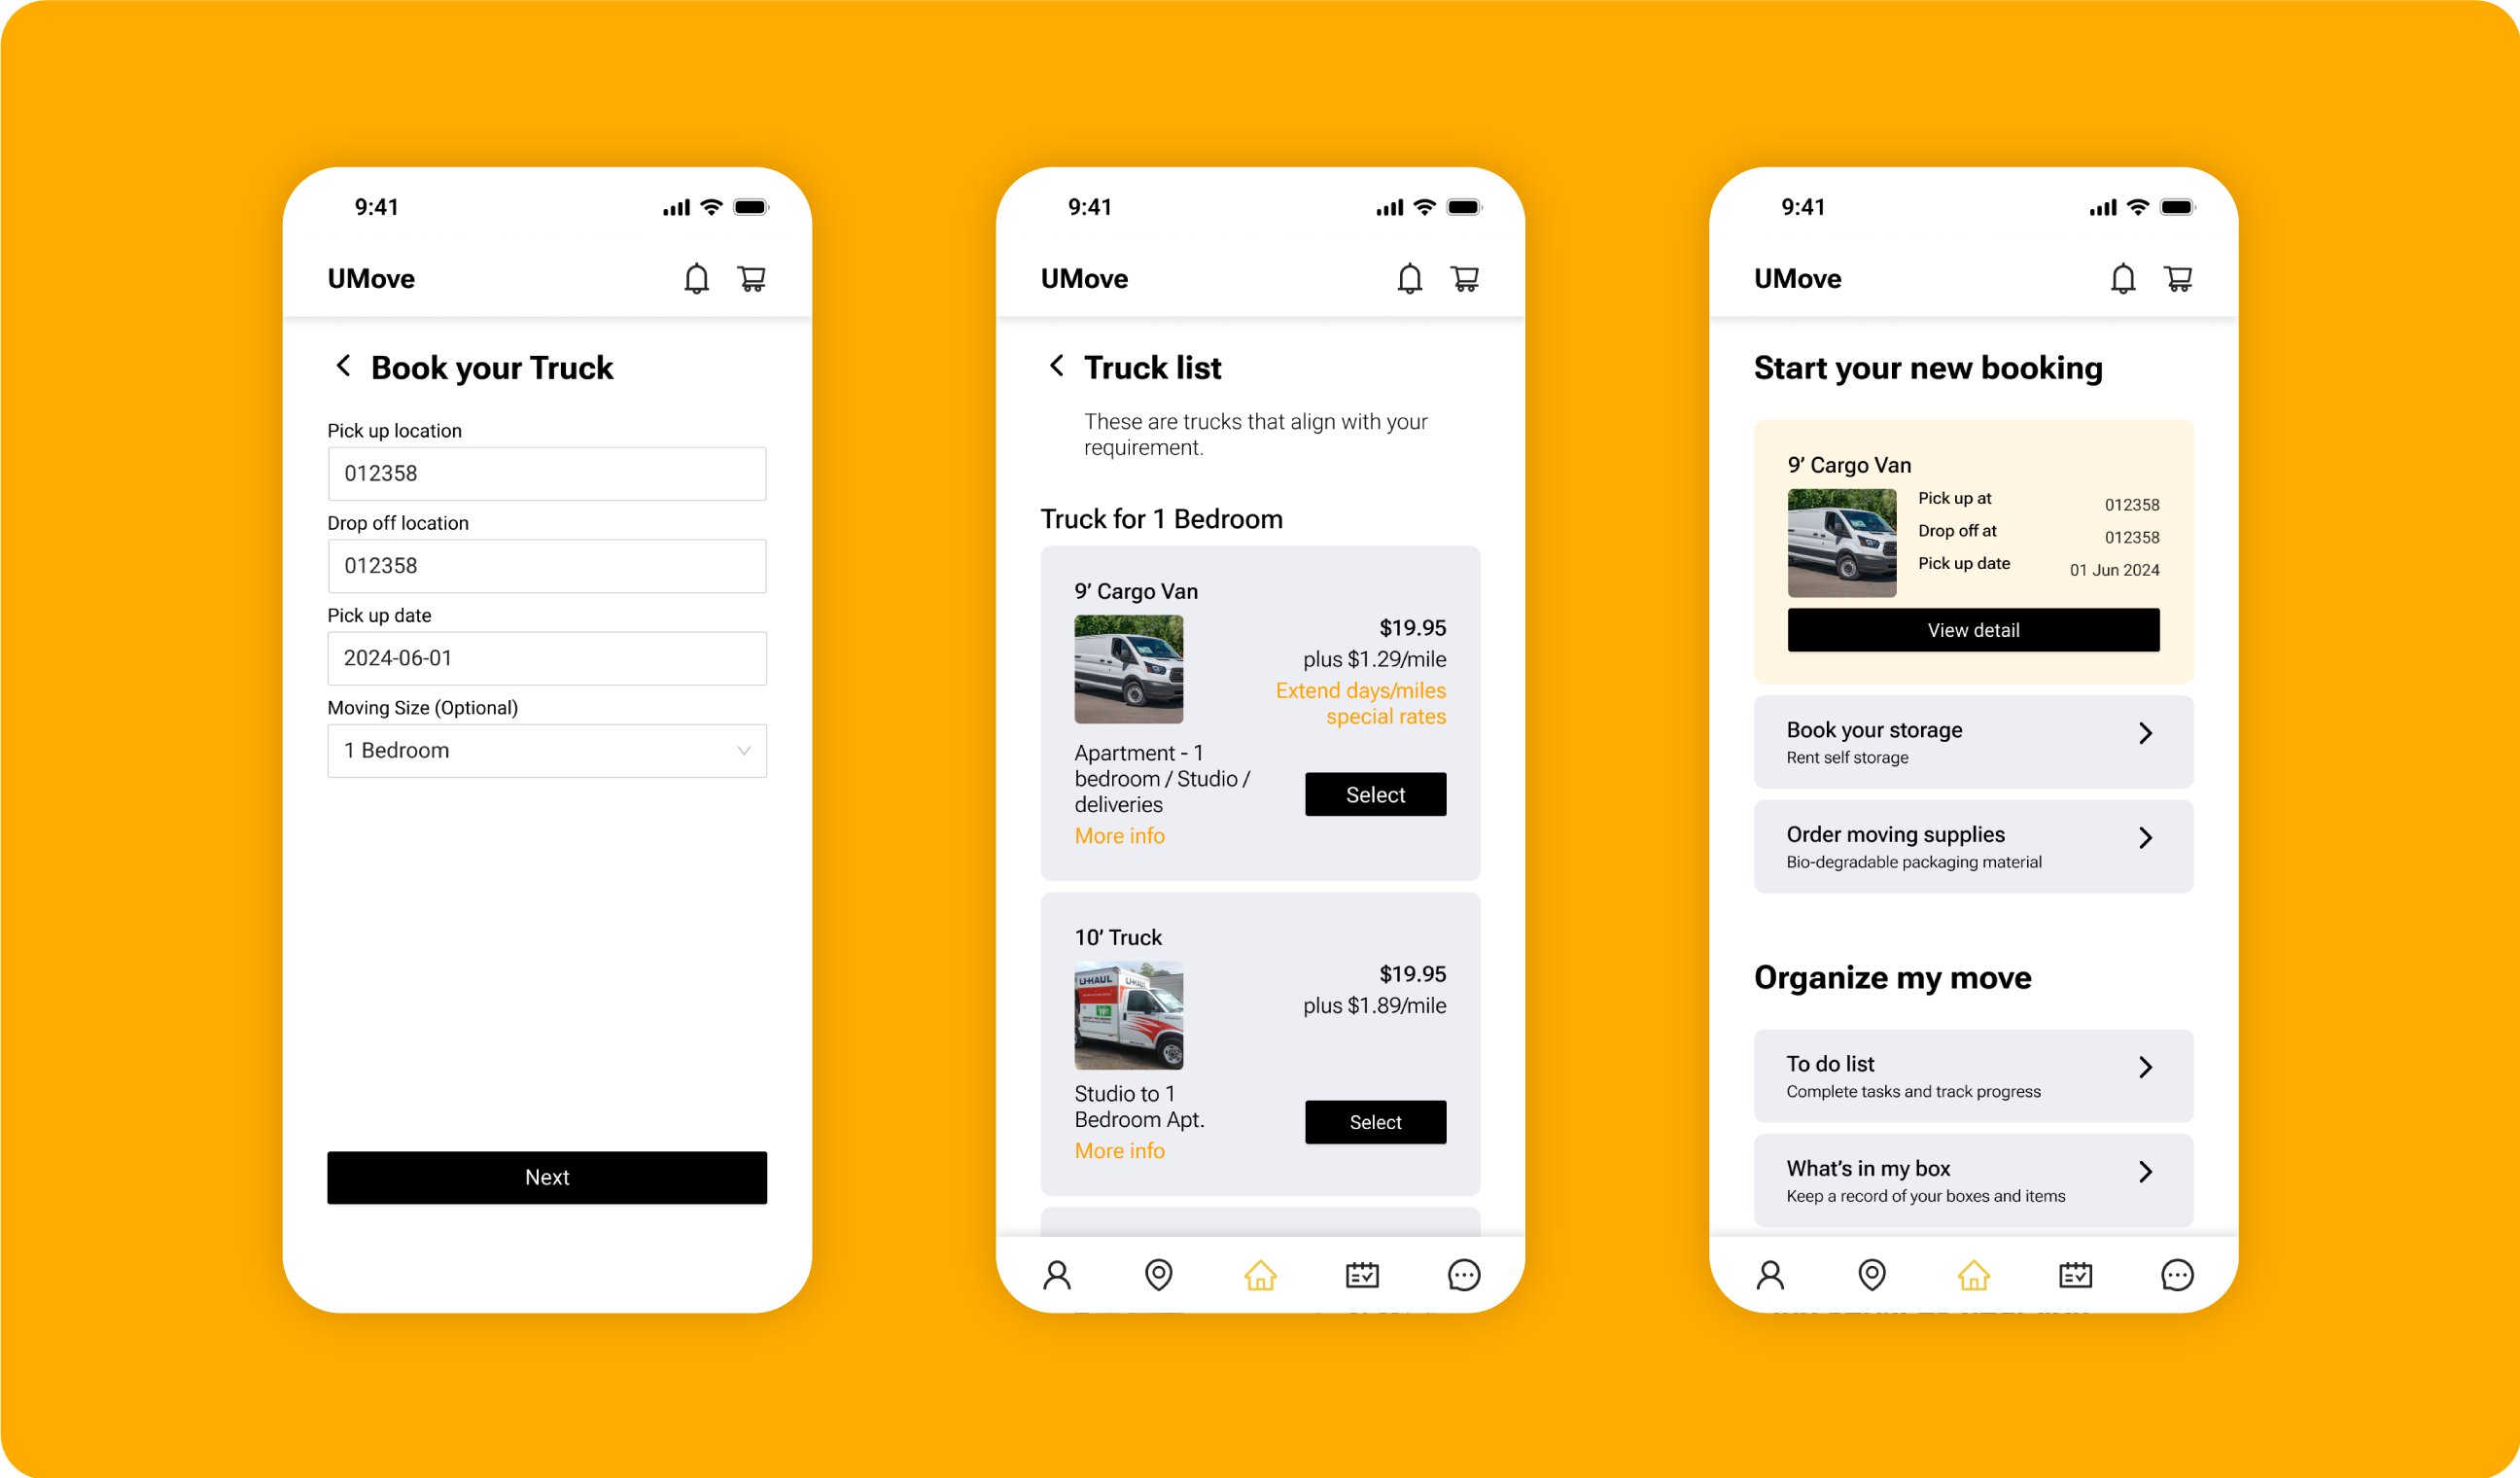 9:41
UMove
Book your Truck
Pick up location
012358
Drop off location
012358
Pick up date
2024-06-01
Moving Size (Optional)
1 Bedroom
Next
9:41
UMove
Truck list
These are trucks that align with your
requirement.
Truck for 1 Bedroom
9’ Cargo Van
$19.95
plus $1.29/mile
Extend days/miles
special rates
Apartment - 1
bedroom / Studio /
deliveries
More info
Select
10’ Truck
U-HAUL
U-HAUL
$19.95
plus $1.89/mile
Studio to 1
Bedroom Apt.
More info
Select
9:41
UMove
Start your new booking
9’ Cargo Van
Pick up at
012358
Drop off at
012358
Pick up date
01 Jun 2024
View detail
Book your storage
Rent self storage
Order moving supplies
Bio-degradable packaging material
Organize my move
To do list
Complete tasks and track progress
What’s in my box
Keep a record of your boxes and items